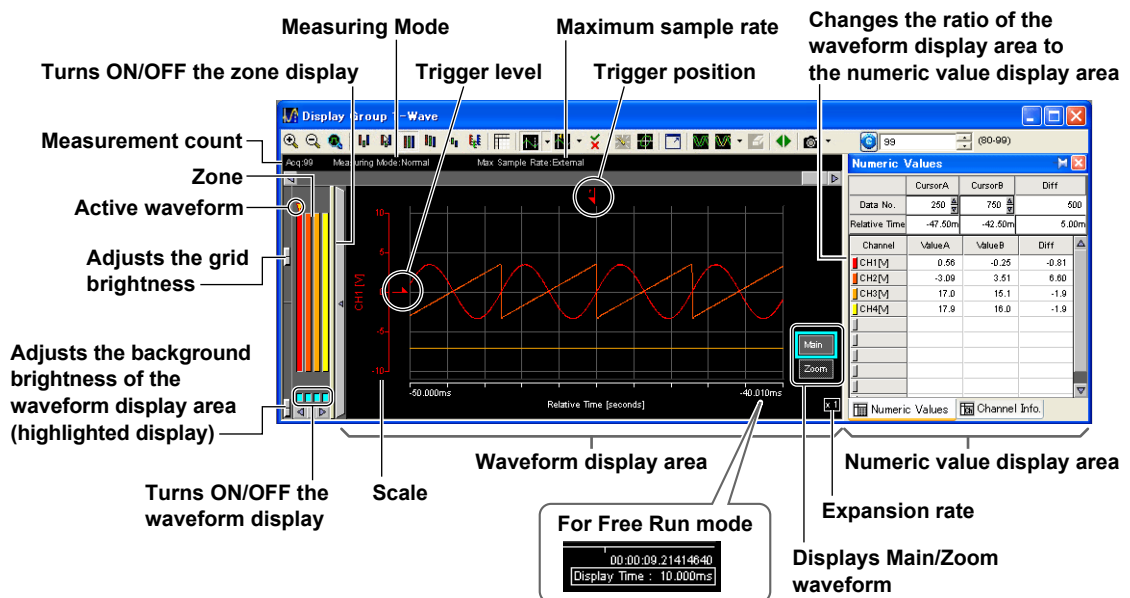 Measuring Mode
Maximum sample rate
Changes the ratio of the
waveform display area to
the numeric value display area
Turns ON/OFF the zone display
Trigger level
Trigger position
Display Group 1-Wave
Measurement count
99
(80-99)
Acq:99
Measuring Mode:Normal
Max Sample Rate:External
Numeric Values
Zone
CursorA CursorB Diff
Active waveform
Data No. 250 750 500
Relative Time -47.50m -42.50m 5.00m
Channel ValueA ValueB Diff
CH1[V] 0.56 -0.25 -0.81
CH2[V] -3.09 3.51 6.60
CH3[V] 17.0 15.1 -1.9
CH4[V] 17.9 16.0 -1.9
Adjusts the grid
brightness
10
5
0
-5
-10
CH1 [V]
Adjusts the background
brightness of the
waveform display area
(highlighted display)
Main
Zoom
-50.000ms
-40.010ms
Relative Time [seconds]
x 1
Numeric Values
Channel Info.
Waveform display area
Numeric value display area
Turns ON/OFF the
waveform display
Scale
Expansion rate
For Free Run mode
00:00:09.21414640
Display Time : 10.000ms
Displays Main/Zoom
waveform